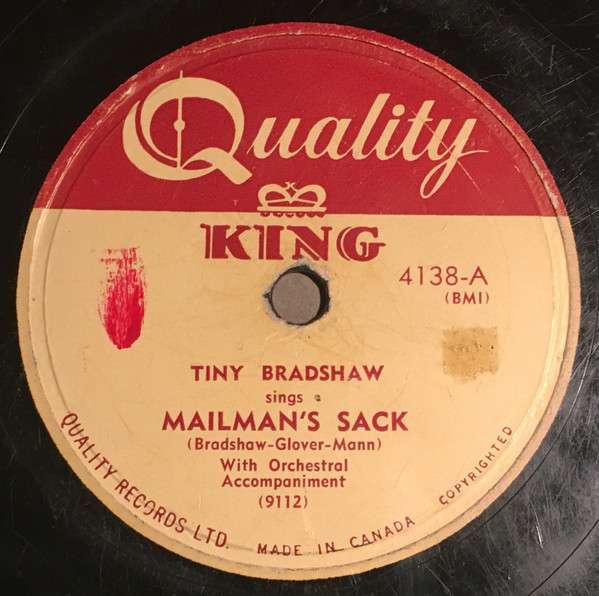 Quality
KING
4138-A
(BMI)
TINY BRADSHAW
sings
MAILMAN'S SACK
(Bradshaw-Glover-Mann)
With Orchestral
Accompaniment
(9112)
QUALITY RECORDS LTD. MADE IN CANADA COPYRIGHTED